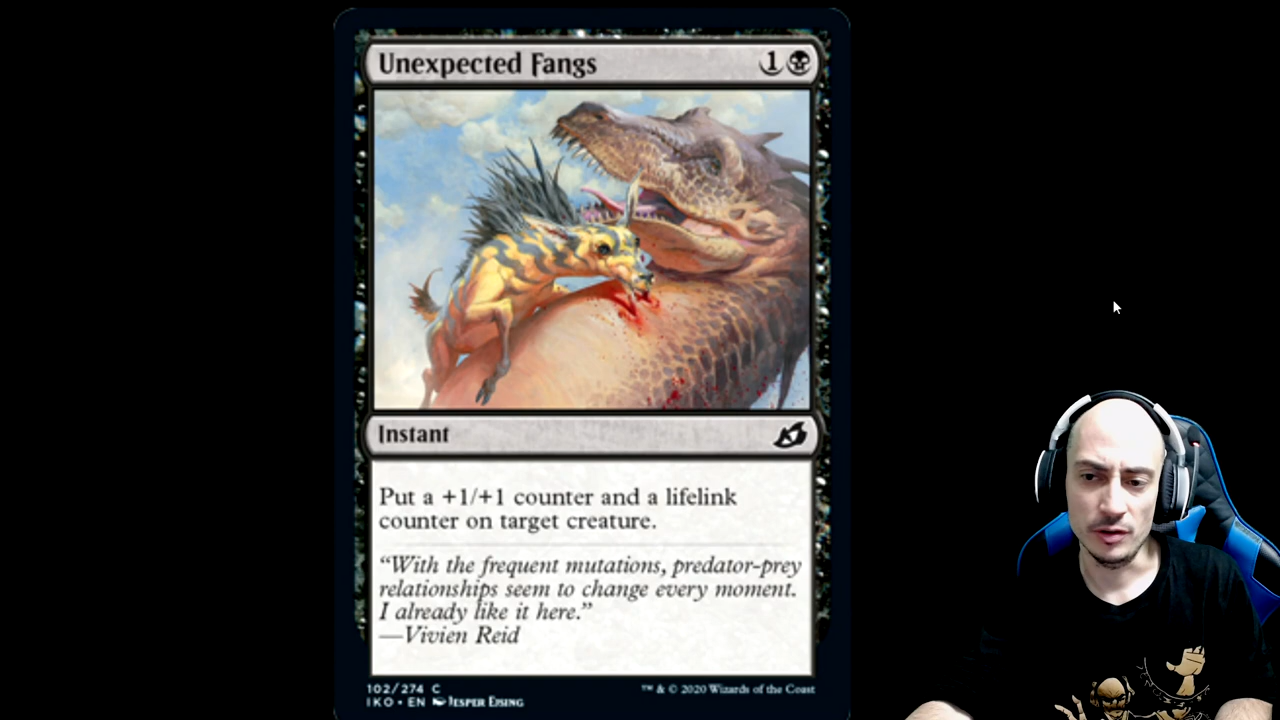 Unexpected Fangs 1
Instant
Put a +1/+1 counter and a lifelink
counter on target creature.
“With the frequent mutations, predator-prey
relationships seem to change every moment.
I already like it here.”
—Vivien Reid
102/274 C
IKO • EN JESPER EJSING
™ & © 2020 Wizards of the Coast